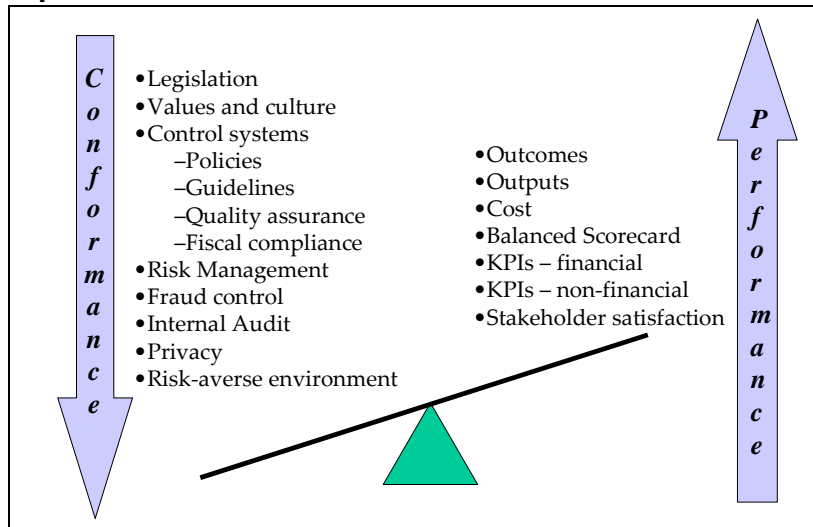 Conformance
•Legislation
•Values and culture
•Control systems
–Policies
–Guidelines
–Quality assurance
–Fiscal compliance
•Risk Management
•Fraud control
•Internal Audit
•Privacy
•Risk-averse environment
•Outcomes
•Outputs
•Cost
•Balanced Scorecard
•KPIs – financial
•KPIs – non-financial
•Stakeholder satisfaction
Performance